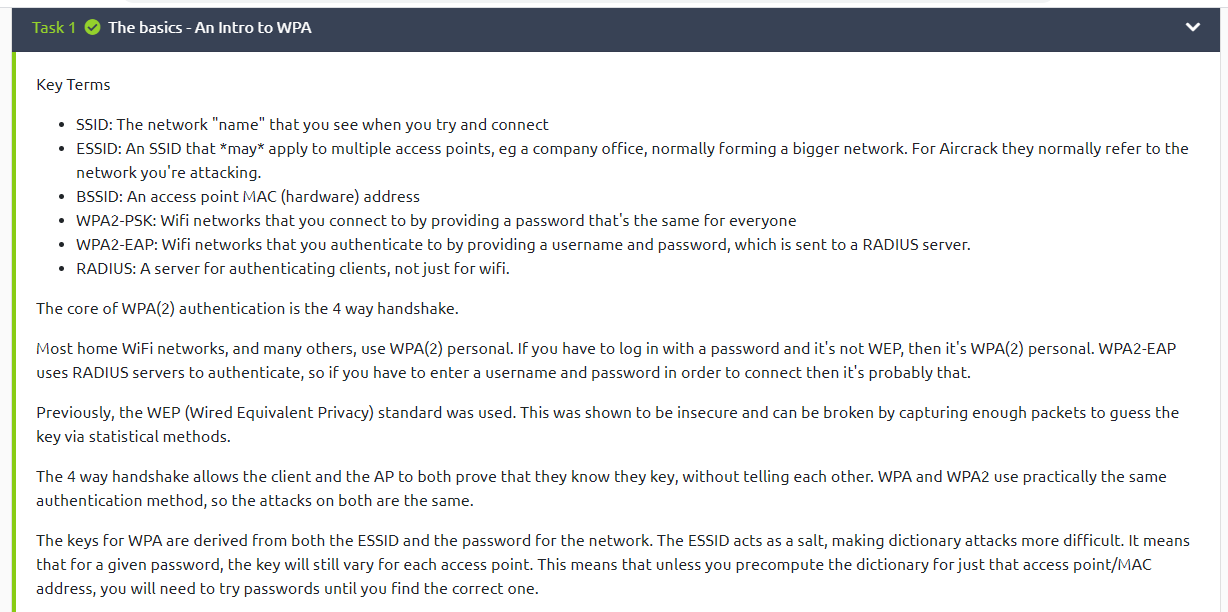 Task 1 The basics - An Intro to WPA
Key Terms
• SSID: The network "name" that you see when you try and connect
• ESSID: An SSID that *may* apply to multiple access points, eg a company office, normally forming a bigger network. For Aircrack they normally refer to the
network you're attacking.
• BSSID: An access point MAC (hardware) address
• WPA2-PSK: Wifi networks that you connect to by providing a password that's the same for everyone
• WPA2-EAP: Wifi networks that you authenticate to by providing a username and password, which is sent to a RADIUS server.
• RADIUS: A server for authenticating clients, not just for wifi.
The core of WPA(2) authentication is the 4 way handshake.
Most home WiFi networks, and many others, use WPA(2) personal. If you have to log in with a password and it's not WEP, then it's WPA(2) personal. WPA2-EAP
uses RADIUS servers to authenticate, so if you have to enter a username and password in order to connect then it's probably that.
Previously, the WEP (Wired Equivalent Privacy) standard was used. This was shown to be insecure and can be broken by capturing enough packets to guess the
key via statistical methods.
The 4 way handshake allows the client and the AP to both prove that they know they key, without telling each other. WPA and WPA2 use practically the same
authentication method, so the attacks on both are the same.
The keys for WPA are derived from both the ESSID and the password for the network. The ESSID acts as a salt, making dictionary attacks more difficult. It means
that for a given password, the key will still vary for each access point. This means that unless you precompute the dictionary for just that access point/MAC
address, you will need to try passwords until you find the correct one.